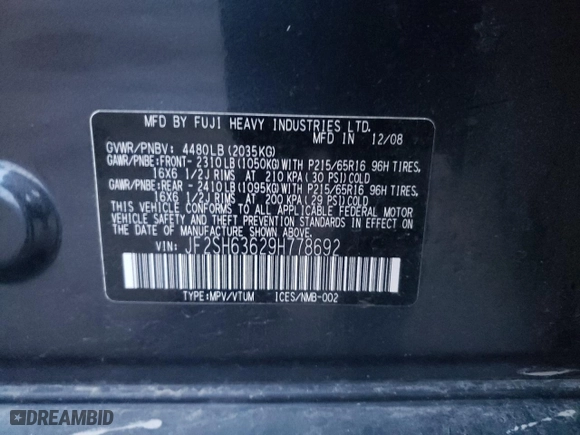 MFD BY FUJI HEAVY INDUSTRIES LTD.
MFD IN 12/08
GVWR/PNBV: 4480LB(2035KG)
GAWR/PNBE:FRONT-2310LB(1050KG)WITH P215/65R16 96H TIRES,
16X6 1/2J RIMS AT 210 KPA(30 PSI)COLD
GAWR/PNBE:REAR -2410LB(1095KG)WITH P215/65R16 96H TIRES,
16X6 1/2J RIMS AT 200 KPA(29 PSI)COLD
THIS VEHICLE CONFORMS TO ALL APPLICABLE FEDERAL MOTOR
VEHICLE SAFETY AND THEFT PREVENTION STANDARDS IN EFFECT ON
THE DATE OF MANUFACTURE SHOWN ABOVE.
VIN: JF2SH63629H778692
TYPE:MPV/VTUM ICES/NMB-002
DREAMBID